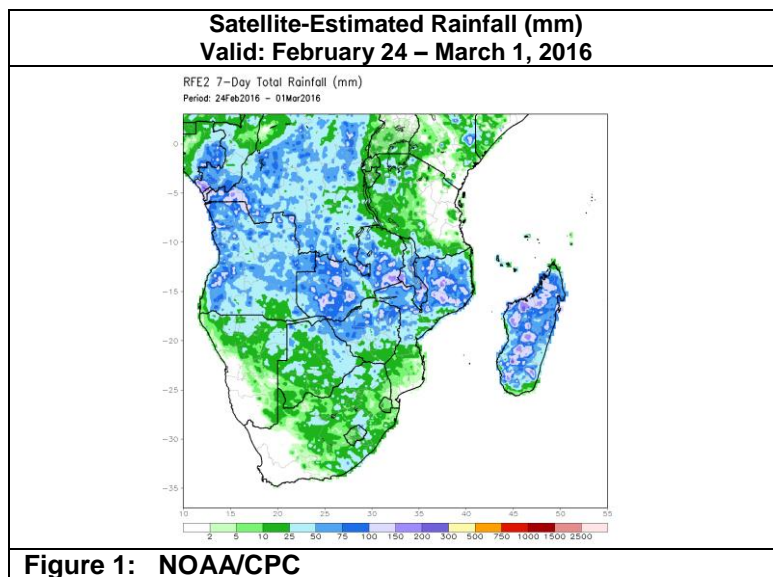 Satellite-Estimated Rainfall (mm)
Valid: February 24 – March 1, 2016
RFE2 7-Day Total Rainfall (mm)
Period: 24Feb2016 – 01Mar2016
0
-5
-10
-15
-20
-25
-30
-35
10 15 20 25 30 35 40 45 50 55
2 5 10 25 50 75 100 150 200 300 500 750 1000 1500 2500
Figure 1: NOAA/CPC